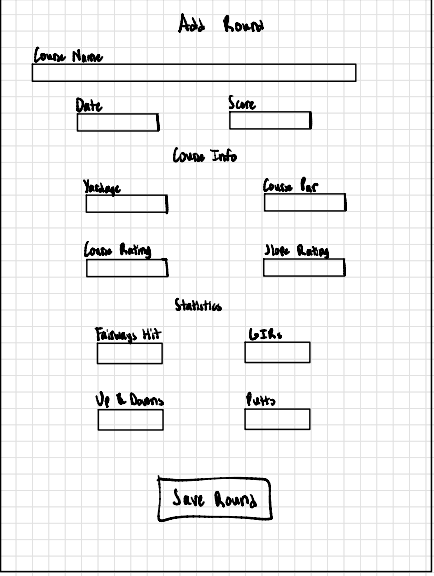 Add Round
Course Name
Date Score
Course Info
Yardage Course Par
Course Rating Slope Rating
Statistics
Fairways Hit GIRs
Up & Downs Putts
Save Round